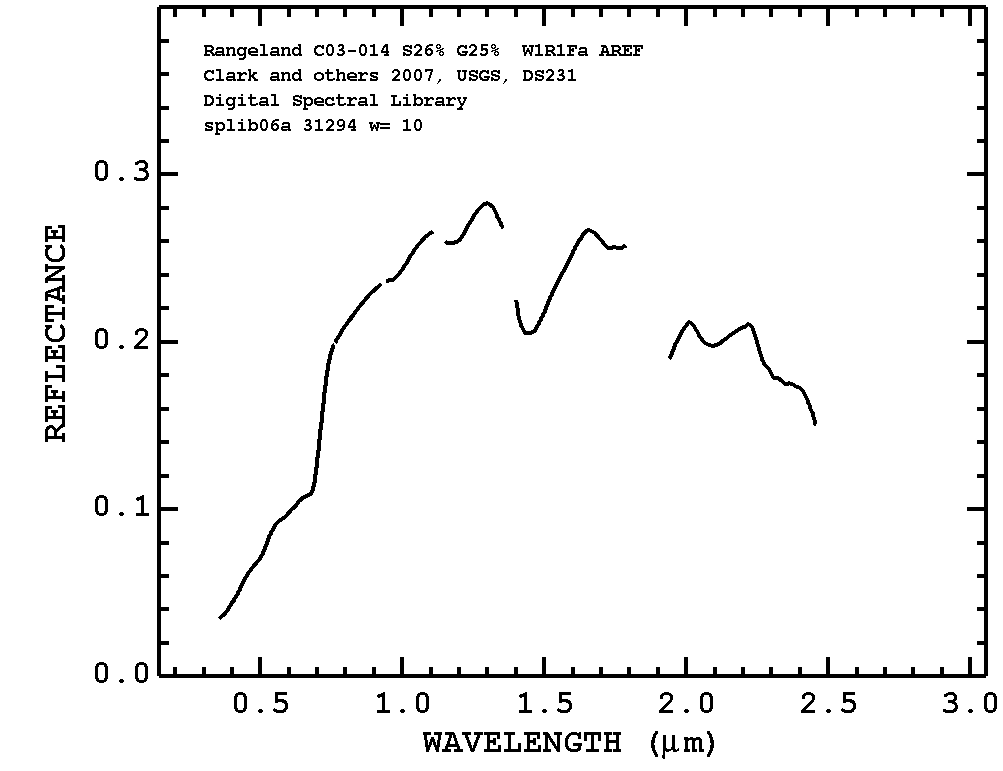 Rangeland C03-014 S26% G25%  W1R1Fa AREF
Clark and others 2007, USGS, DS231
Digital Spectral Library
splib06a 31294 w= 10
0.3
0.2
0.1
0.0
REFLECTANCE
0.5 1.0 1.5 2.0 2.5 3.0
WAVELENGTH (μm)